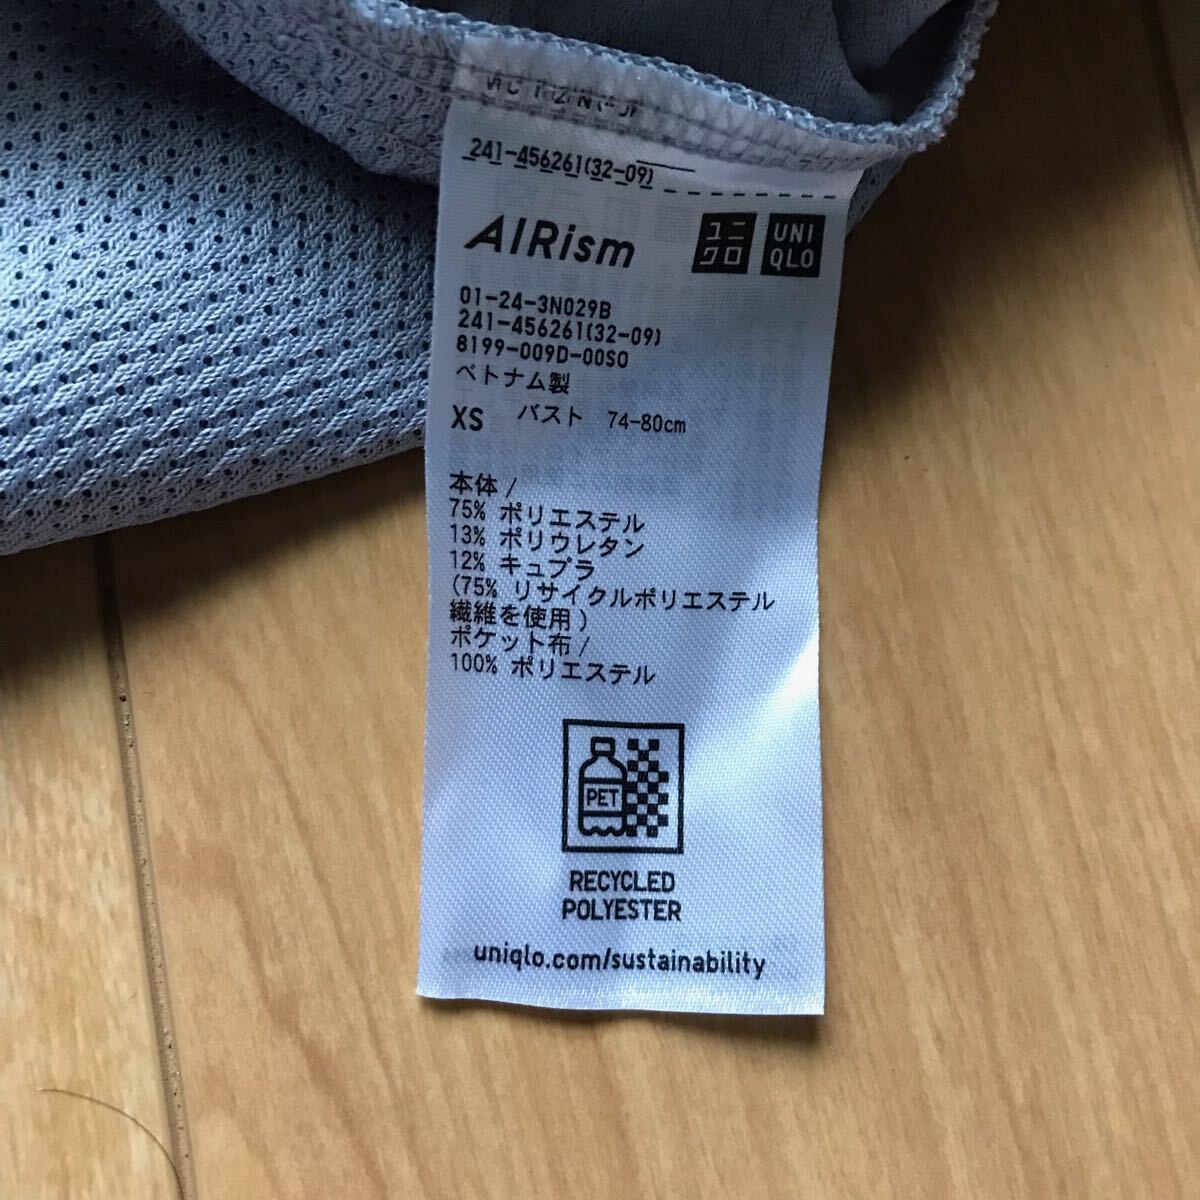 241-456261(32-09)
AIRism ユニクロ UNIQLO
01-24-3N029B
241-456261(32-09)
8199-009D-00SO
ベトナム製
XS バスト 74-80cm
本体/
75% ポリエステル
13% ポリウレタン
12% キュプラ
(75% リサイクルポリエステル
繊維を使用)
ポケット布/
100% ポリエステル
PET
RECYCLED
POLYESTER
uniqlo.com/sustainability